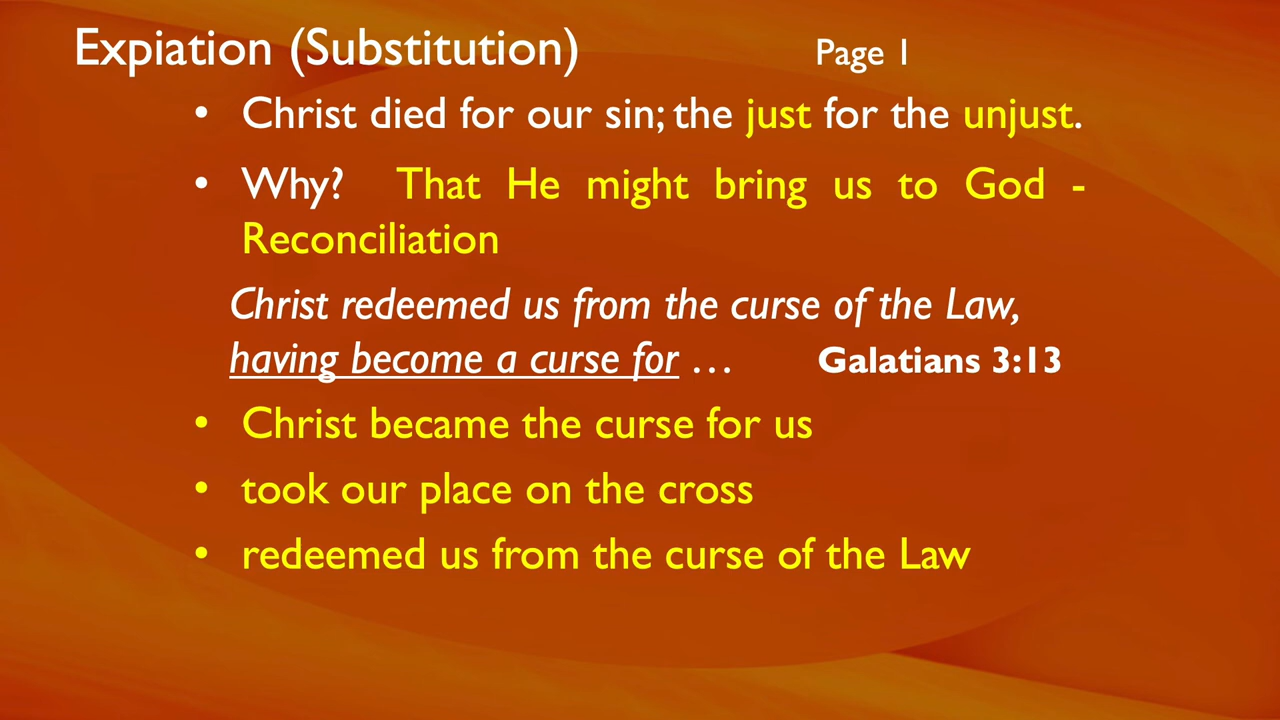 Expiation (Substitution) Page 1
• Christ died for our sin; the just for the unjust.
• Why? That He might bring us to God -
Reconciliation
Christ redeemed us from the curse of the Law,
having become a curse for … Galatians 3:13
• Christ became the curse for us
• took our place on the cross
• redeemed us from the curse of the Law